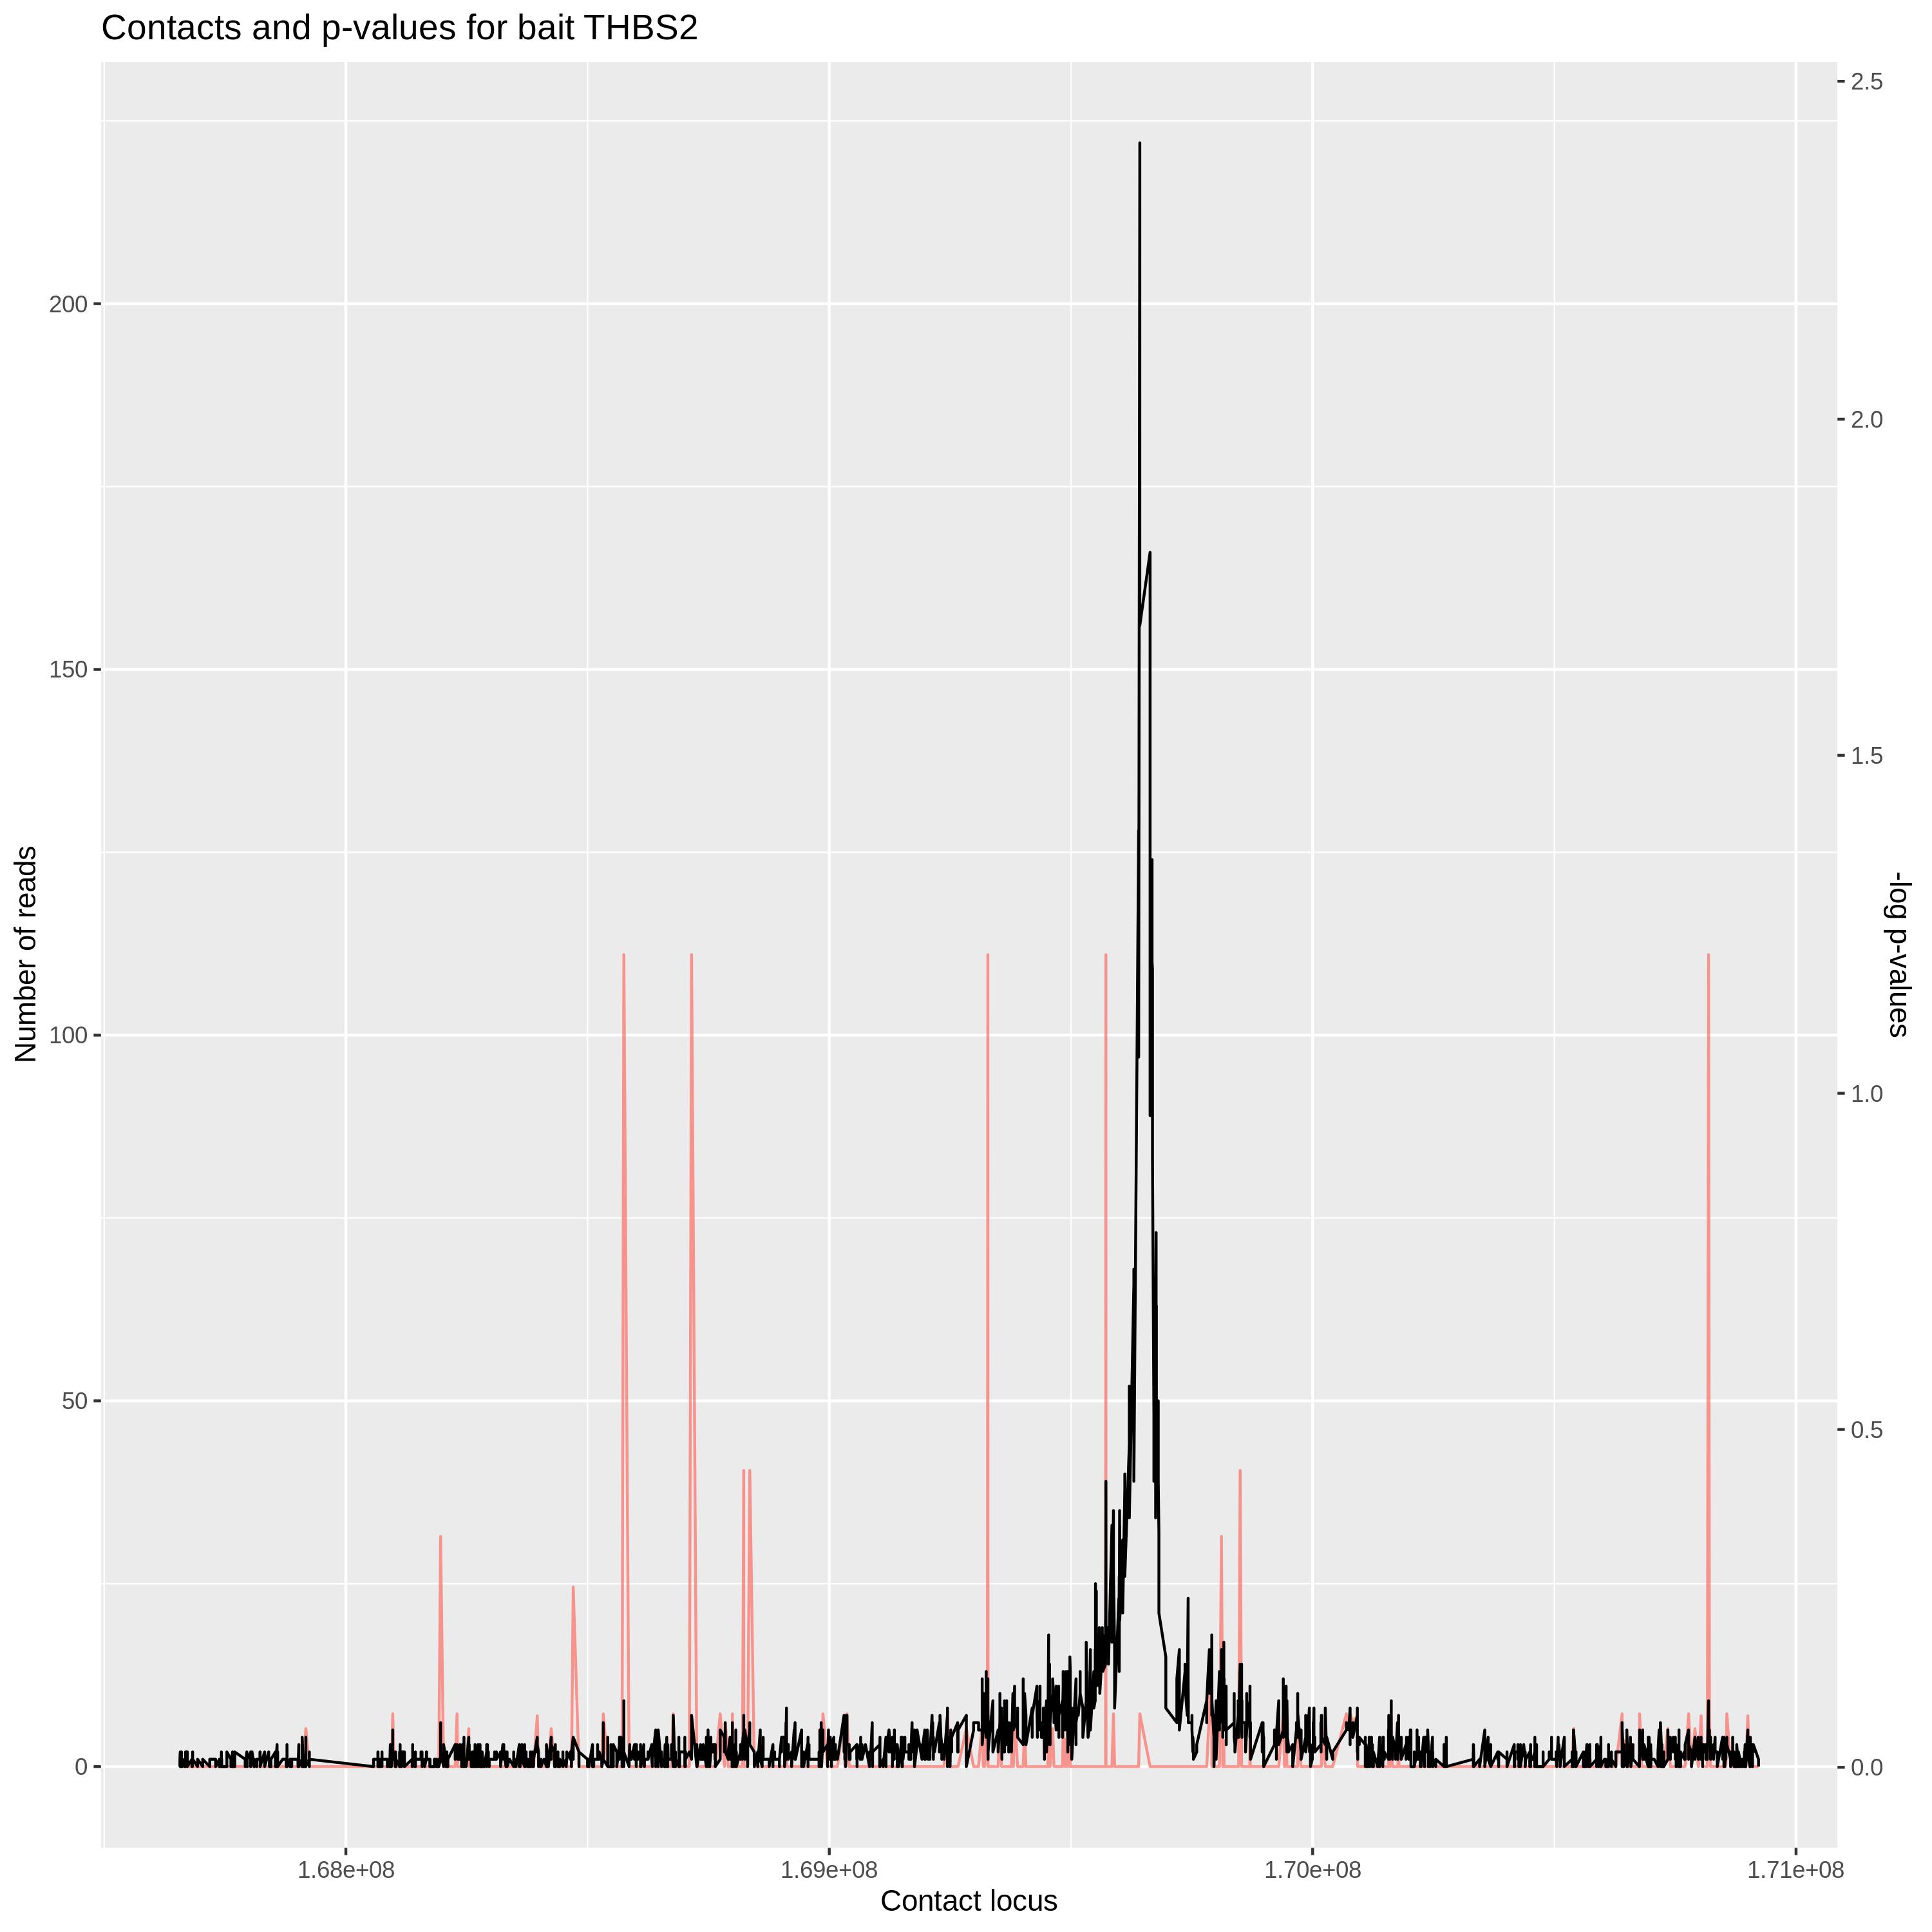 Contacts and p-values for bait THBS2
Number of reads
200
150
100
50
0
2.5
2.0
1.5
1.0
0.5
0.0
-log p-values
1.68e+08
1.69e+08
1.70e+08
1.71e+08
Contact locus